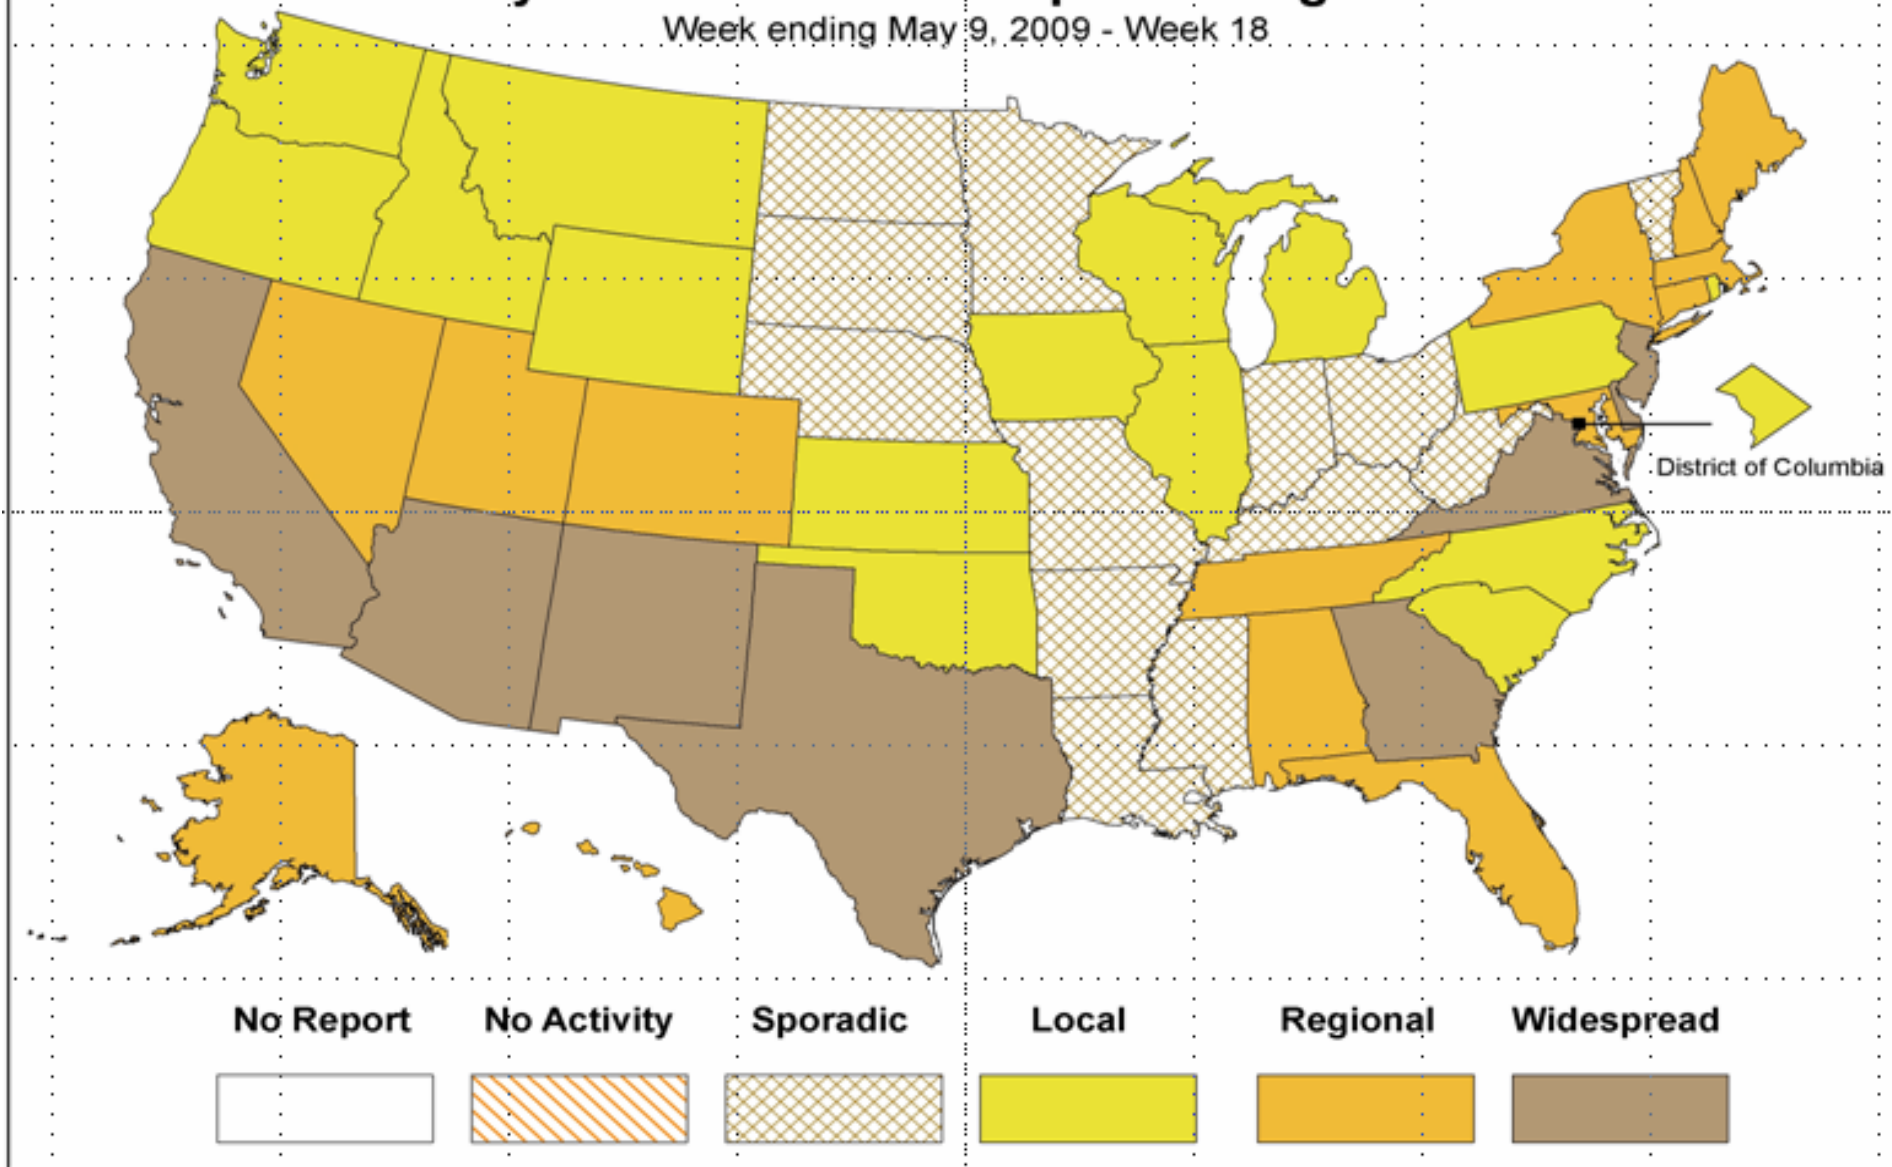 Week ending May 9, 2009 - Week 18
District of Columbia
No Report No Activity Sporadic Local Regional Widespread